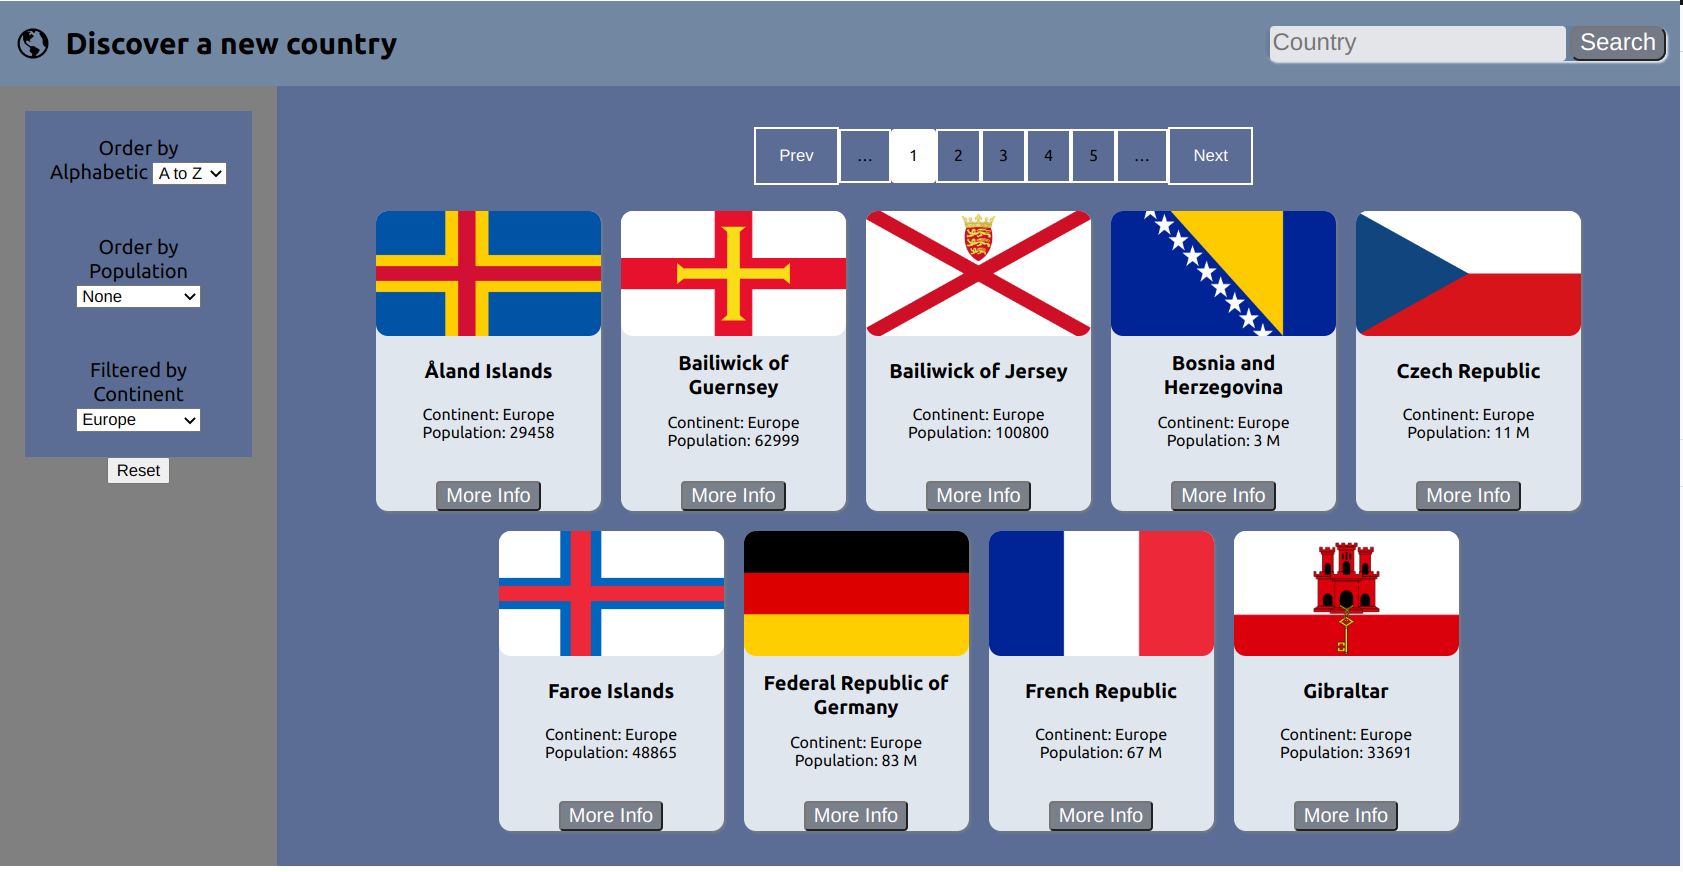 Discover a new country
Country
Search
Order by
Alphabetic A to Z
Order by
Population
None
Filtered by
Continent
Europe
Reset
Prev ... 1 2 3 4 5 ... Next
Åland Islands
Continent: Europe
Population: 29458
More Info
Bailiwick of
Guernsey
Continent: Europe
Population: 62999
More Info
Bailiwick of Jersey
Continent: Europe
Population: 100800
More Info
Bosnia and
Herzegovina
Continent: Europe
Population: 3 M
More Info
Czech Republic
Continent: Europe
Population: 11 M
More Info
Faroe Islands
Continent: Europe
Population: 48865
More Info
Federal Republic of
Germany
Continent: Europe
Population: 83 M
More Info
French Republic
Continent: Europe
Population: 67 M
More Info
Gibraltar
Continent: Europe
Population: 33691
More Info